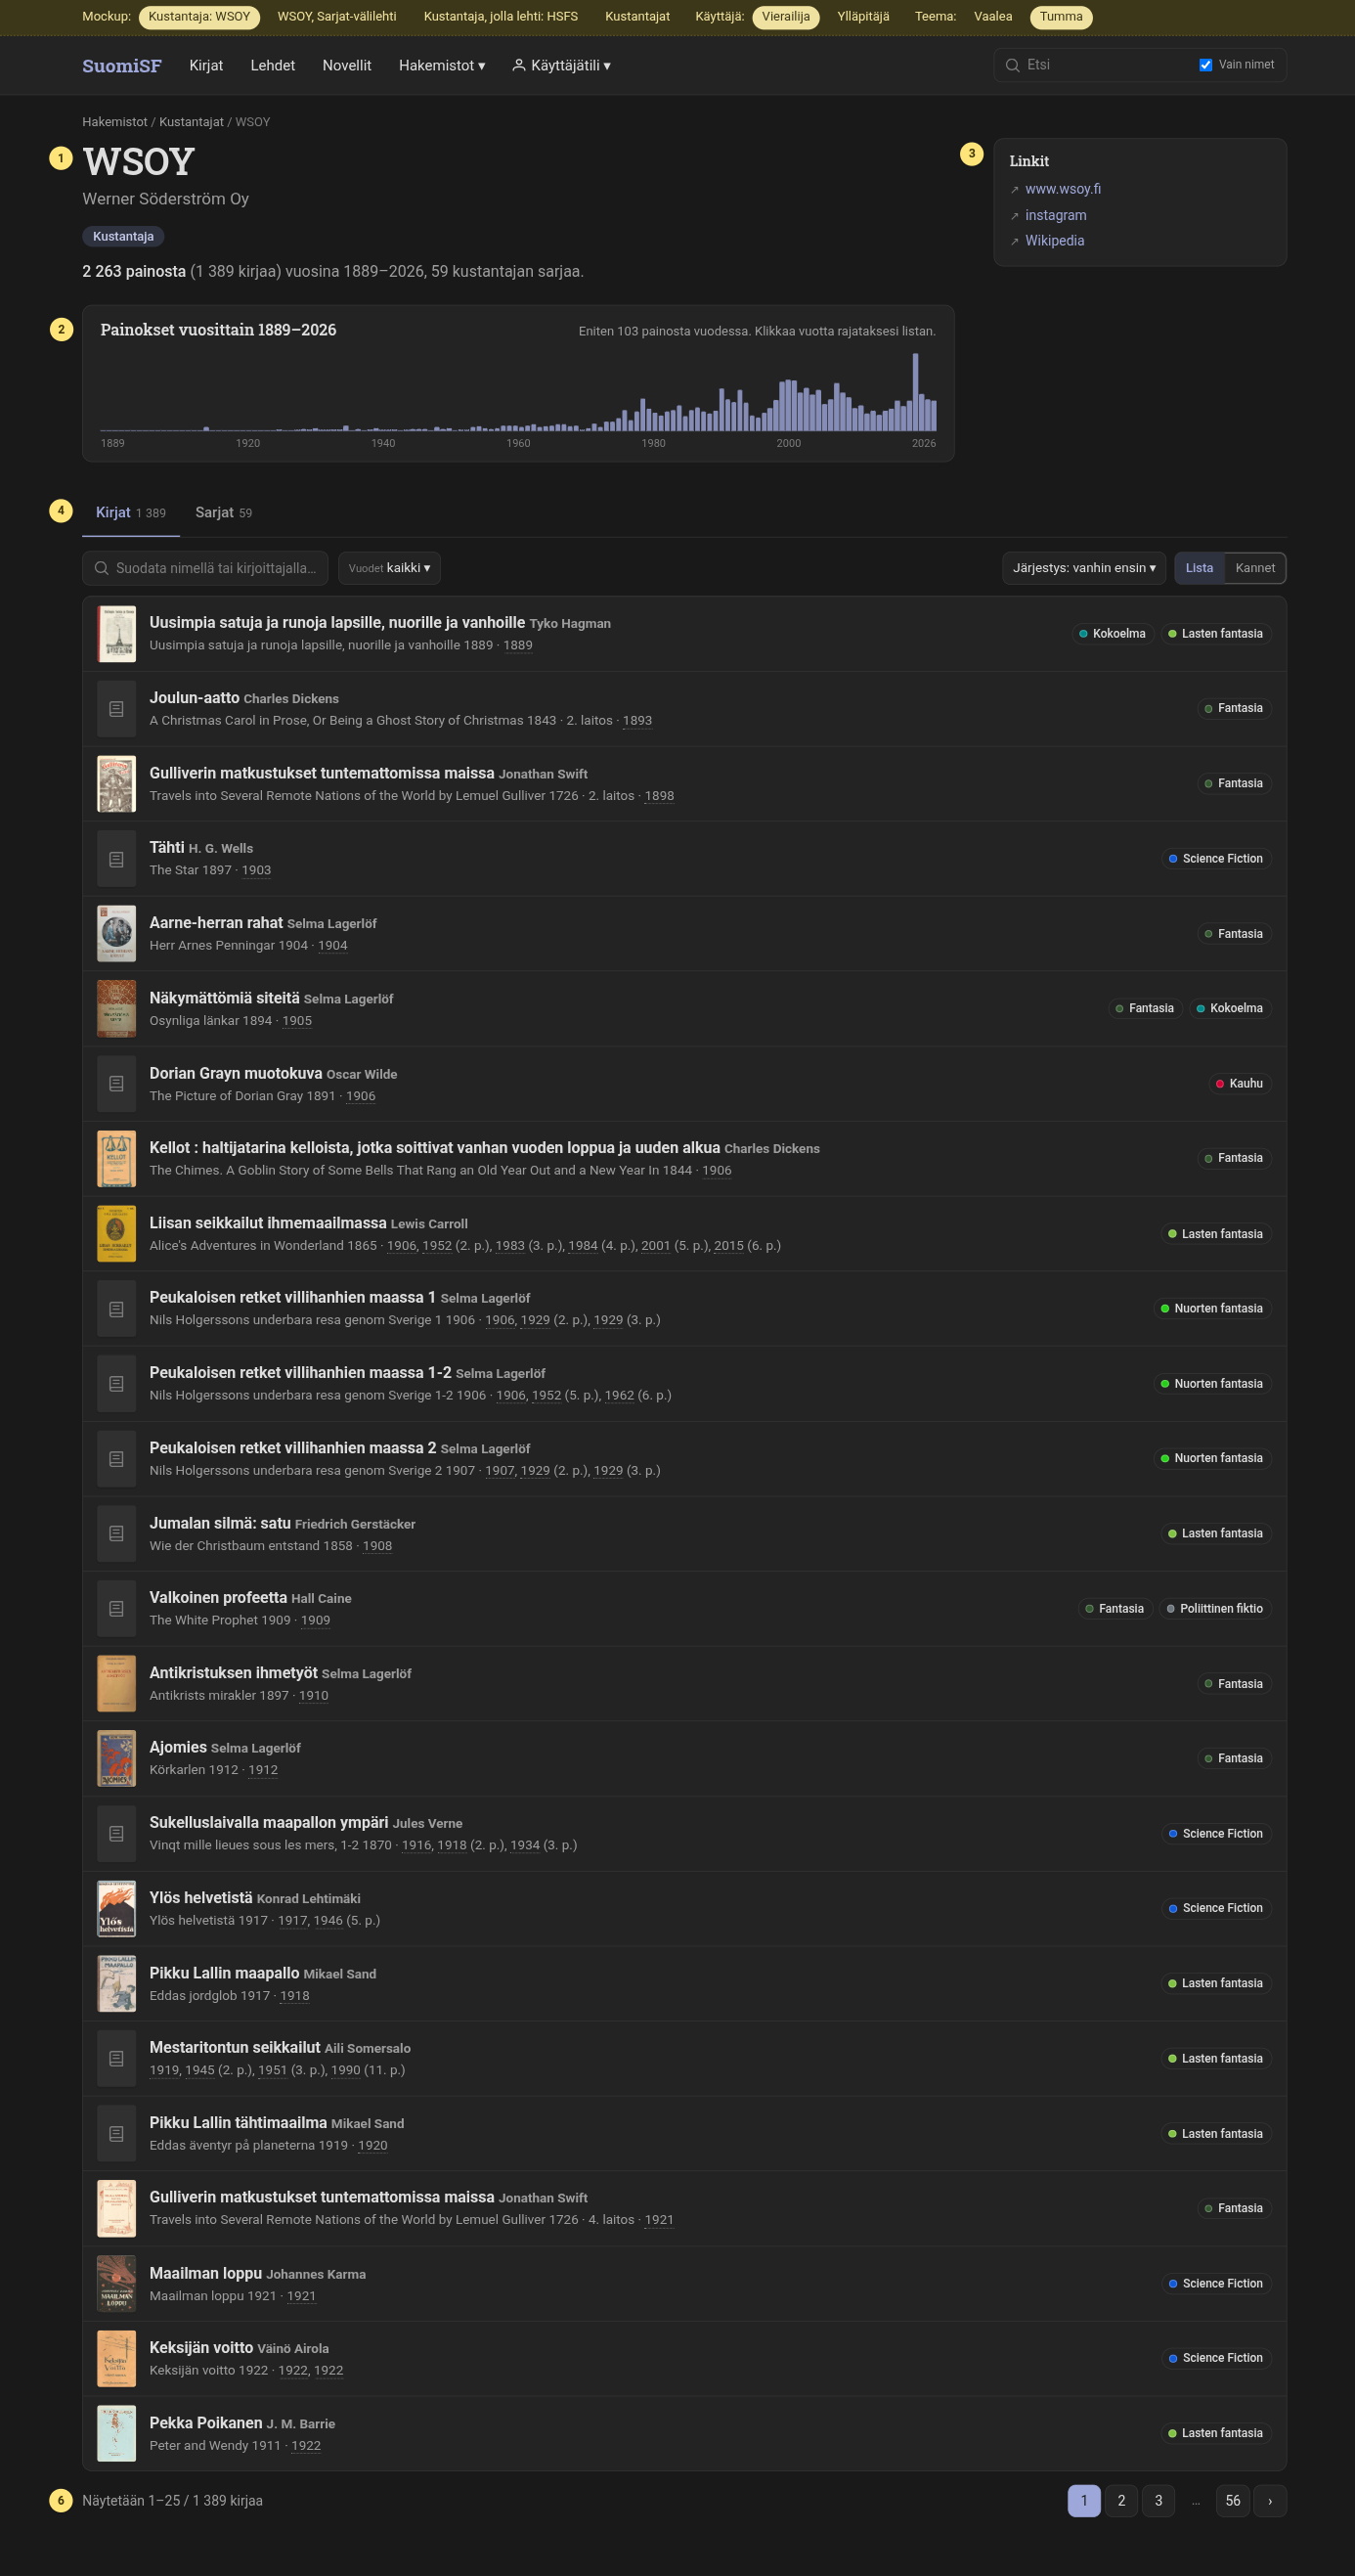 Mockup: Kustantaja: WSOY WSOY, Sarjat-välilehti Kustantaja, jolla lehti: HSFS Kustantajat Käyttäjä: Vierailija Ylläpitäjä Teema: Vaalea Tumma
SuomiSF Kirjat Lehdet Novellit Hakemistot ▾ Käyttäjätili ▾ Etsi Vain nimet
Hakemistot / Kustantajat / WSOY
1 WSOY
Werner Söderström Oy
Kustantaja
2 263 painosta (1 389 kirjaa) vuosina 1889–2026, 59 kustantajan sarjaa.
3 Linkit
↗ www.wsoy.fi
↗ instagram
↗ Wikipedia
2 Painokset vuosittain 1889–2026 Eniten 103 painosta vuodessa. Klikkaa vuotta rajataksesi listan.
1889 1920 1940 1960 1980 2000 2026
4 Kirjat 1 389 Sarjat 59
Suodata nimellä tai kirjoittajalla... Vuodet kaikki ▾ Järjestys: vanhin ensin ▾ Lista Kannet
Uusimpia satuja ja runoja lapsille, nuorille ja vanhoille Tyko Hagman
Uusimpia satuja ja runoja lapsille, nuorille ja vanhoille 1889 · 1889
Kokoelma Lasten fantasia
Joulun-aatto Charles Dickens
A Christmas Carol in Prose, Or Being a Ghost Story of Christmas 1843 · 2. laitos · 1893
Fantasia
Gulliverin matkustukset tuntemattomissa maissa Jonathan Swift
Travels into Several Remote Nations of the World by Lemuel Gulliver 1726 · 2. laitos · 1898
Fantasia
Tähti H. G. Wells
The Star 1897 · 1903
Science Fiction
Aarne-herran rahat Selma Lagerlöf
Herr Arnes Penningar 1904 · 1904
Fantasia
Näkymättömiä siteitä Selma Lagerlöf
Osynliga länkar 1894 · 1905
Fantasia Kokoelma
Dorian Grayn muotokuva Oscar Wilde
The Picture of Dorian Gray 1891 · 1906
Kauhu
KELLOT
Kellot : haltijatarina kelloista, jotka soittivat vanhan vuoden loppua ja uuden alkua Charles Dickens
The Chimes. A Goblin Story of Some Bells That Rang an Old Year Out and a New Year In 1844 · 1906
Fantasia
Liisan seikkailut ihmemaailmassa Lewis Carroll
Alice's Adventures in Wonderland 1865 · 1906, 1952 (2. p.), 1983 (3. p.), 1984 (4. p.), 2001 (5. p.), 2015 (6. p.)
Lasten fantasia
Peukaloisen retket villihanhien maassa 1 Selma Lagerlöf
Nils Holgerssons underbara resa genom Sverige 1 1906 · 1906, 1929 (2. p.), 1929 (3. p.)
Nuorten fantasia
Peukaloisen retket villihanhien maassa 1-2 Selma Lagerlöf
Nils Holgerssons underbara resa genom Sverige 1-2 1906 · 1906, 1952 (5. p.), 1962 (6. p.)
Nuorten fantasia
Peukaloisen retket villihanhien maassa 2 Selma Lagerlöf
Nils Holgerssons underbara resa genom Sverige 2 1907 · 1907, 1929 (2. p.), 1929 (3. p.)
Nuorten fantasia
Jumalan silmä: satu Friedrich Gerstäcker
Wie der Christbaum entstand 1858 · 1908
Lasten fantasia
Valkoinen profeetta Hall Caine
The White Prophet 1909 · 1909
Fantasia Poliittinen fiktio
Antikristuksen ihmetyöt Selma Lagerlöf
Antikrists mirakler 1897 · 1910
Fantasia
AJOMIES
Ajomies Selma Lagerlöf
Körkarlen 1912 · 1912
Fantasia
Sukelluslaivalla maapallon ympäri Jules Verne
Vinqt mille lieues sous les mers, 1-2 1870 · 1916, 1918 (2. p.), 1934 (3. p.)
Science Fiction
Ylös helvetistä
Ylös helvetistä Konrad Lehtimäki
Ylös helvetistä 1917 · 1917, 1946 (5. p.)
Science Fiction
PIKKU LALLIN MAAPALLO
Pikku Lallin maapallo Mikael Sand
Eddas jordglob 1917 · 1918
Lasten fantasia
Mestaritontun seikkailut Aili Somersalo
1919, 1945 (2. p.), 1951 (3. p.), 1990 (11. p.)
Lasten fantasia
Pikku Lallin tähtimaailma Mikael Sand
Eddas äventyr på planeterna 1919 · 1920
Lasten fantasia
Gulliverin matkustukset tuntemattomissa maissa Jonathan Swift
Travels into Several Remote Nations of the World by Lemuel Gulliver 1726 · 4. laitos · 1921
Fantasia
MAAILMAN LOPPU
Maailman loppu Johannes Karma
Maailman loppu 1921 · 1921
Science Fiction
Keksijän Voitto
Keksijän voitto Väinö Airola
Keksijän voitto 1922 · 1922, 1922
Science Fiction
Pekka Poikanen J. M. Barrie
Peter and Wendy 1911 · 1922
Lasten fantasia
6 Näytetään 1–25 / 1 389 kirjaa 1 2 3 ... 56 ›